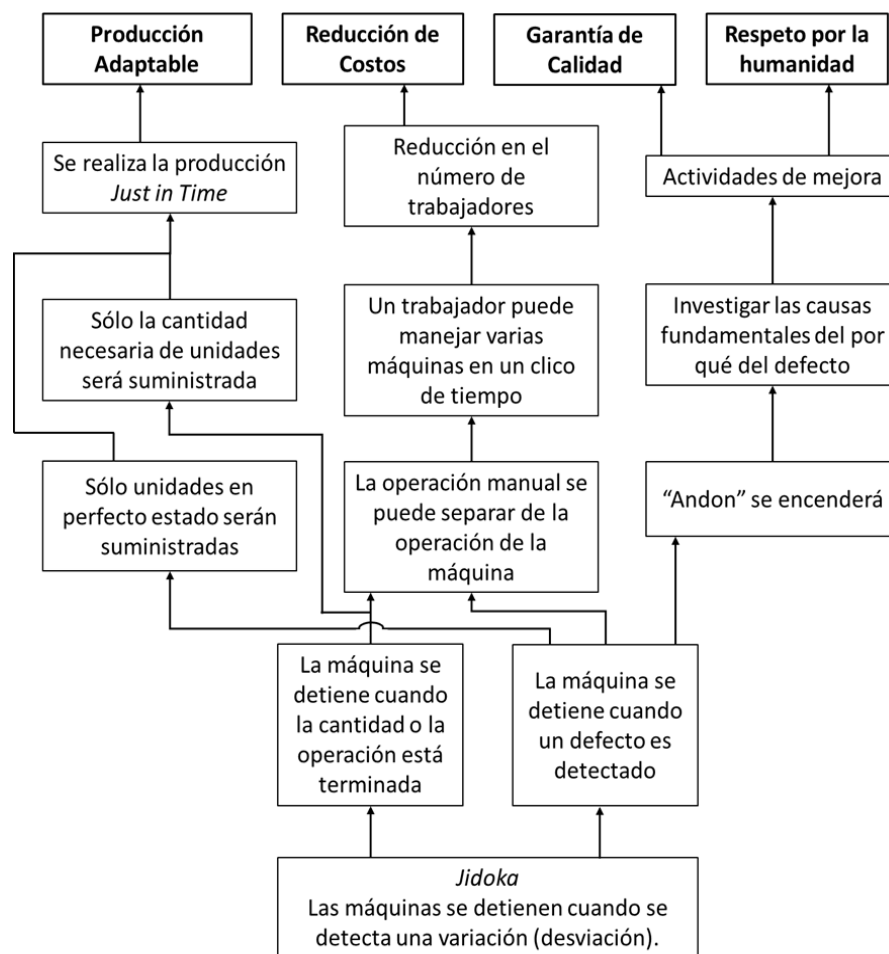 Producción
Adaptable
Reducción de
Costos
Garantía de
Calidad
Respeto por la
humanidad
Se realiza la producción
Just in Time
Reducción en el
número de
trabajadores
Actividades de mejora
Sólo la cantidad
necesaria de unidades
será suministrada
Un trabajador puede
manejar varias
máquinas en un clico
de tiempo
Investigar las causas
fundamentales del por
qué del defecto
Sólo unidades en
perfecto estado serán
suministradas
La operación manual se
puede separar de la
operación de la
máquina
“Andon” se encenderá
La máquina se
detiene cuando
la cantidad o la
operación está
terminada
La máquina se
detiene cuando
un defecto es
detectado
Jidoka
Las máquinas se detienen cuando se
detecta una variación (desviación).